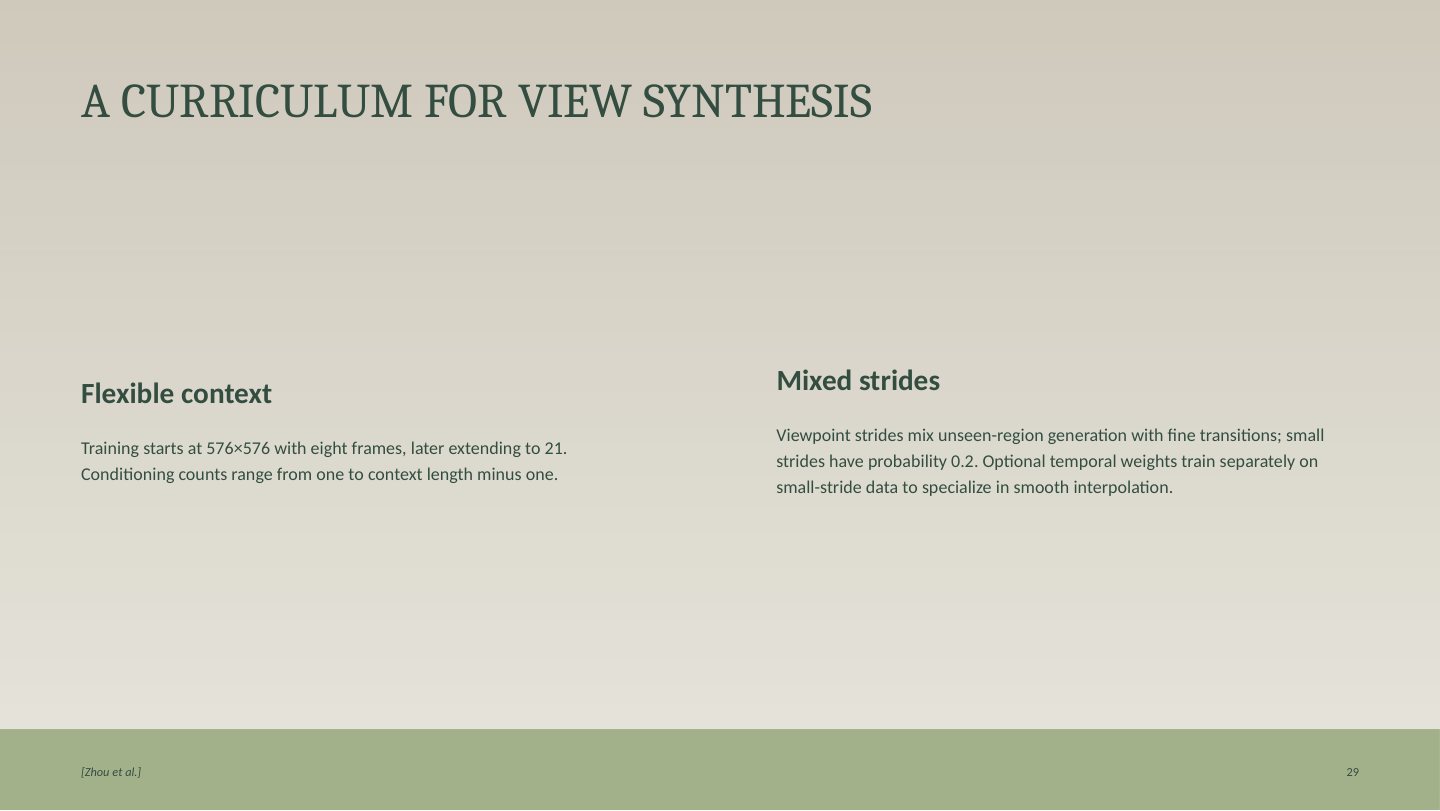 A CURRICULUM FOR VIEW SYNTHESIS
Flexible context
Training starts at 576×576 with eight frames, later extending to 21.
Conditioning counts range from one to context length minus one.
Mixed strides
Viewpoint strides mix unseen-region generation with fine transitions; small
strides have probability 0.2. Optional temporal weights train separately on
small-stride data to specialize in smooth interpolation.
[Zhou et al.]
29